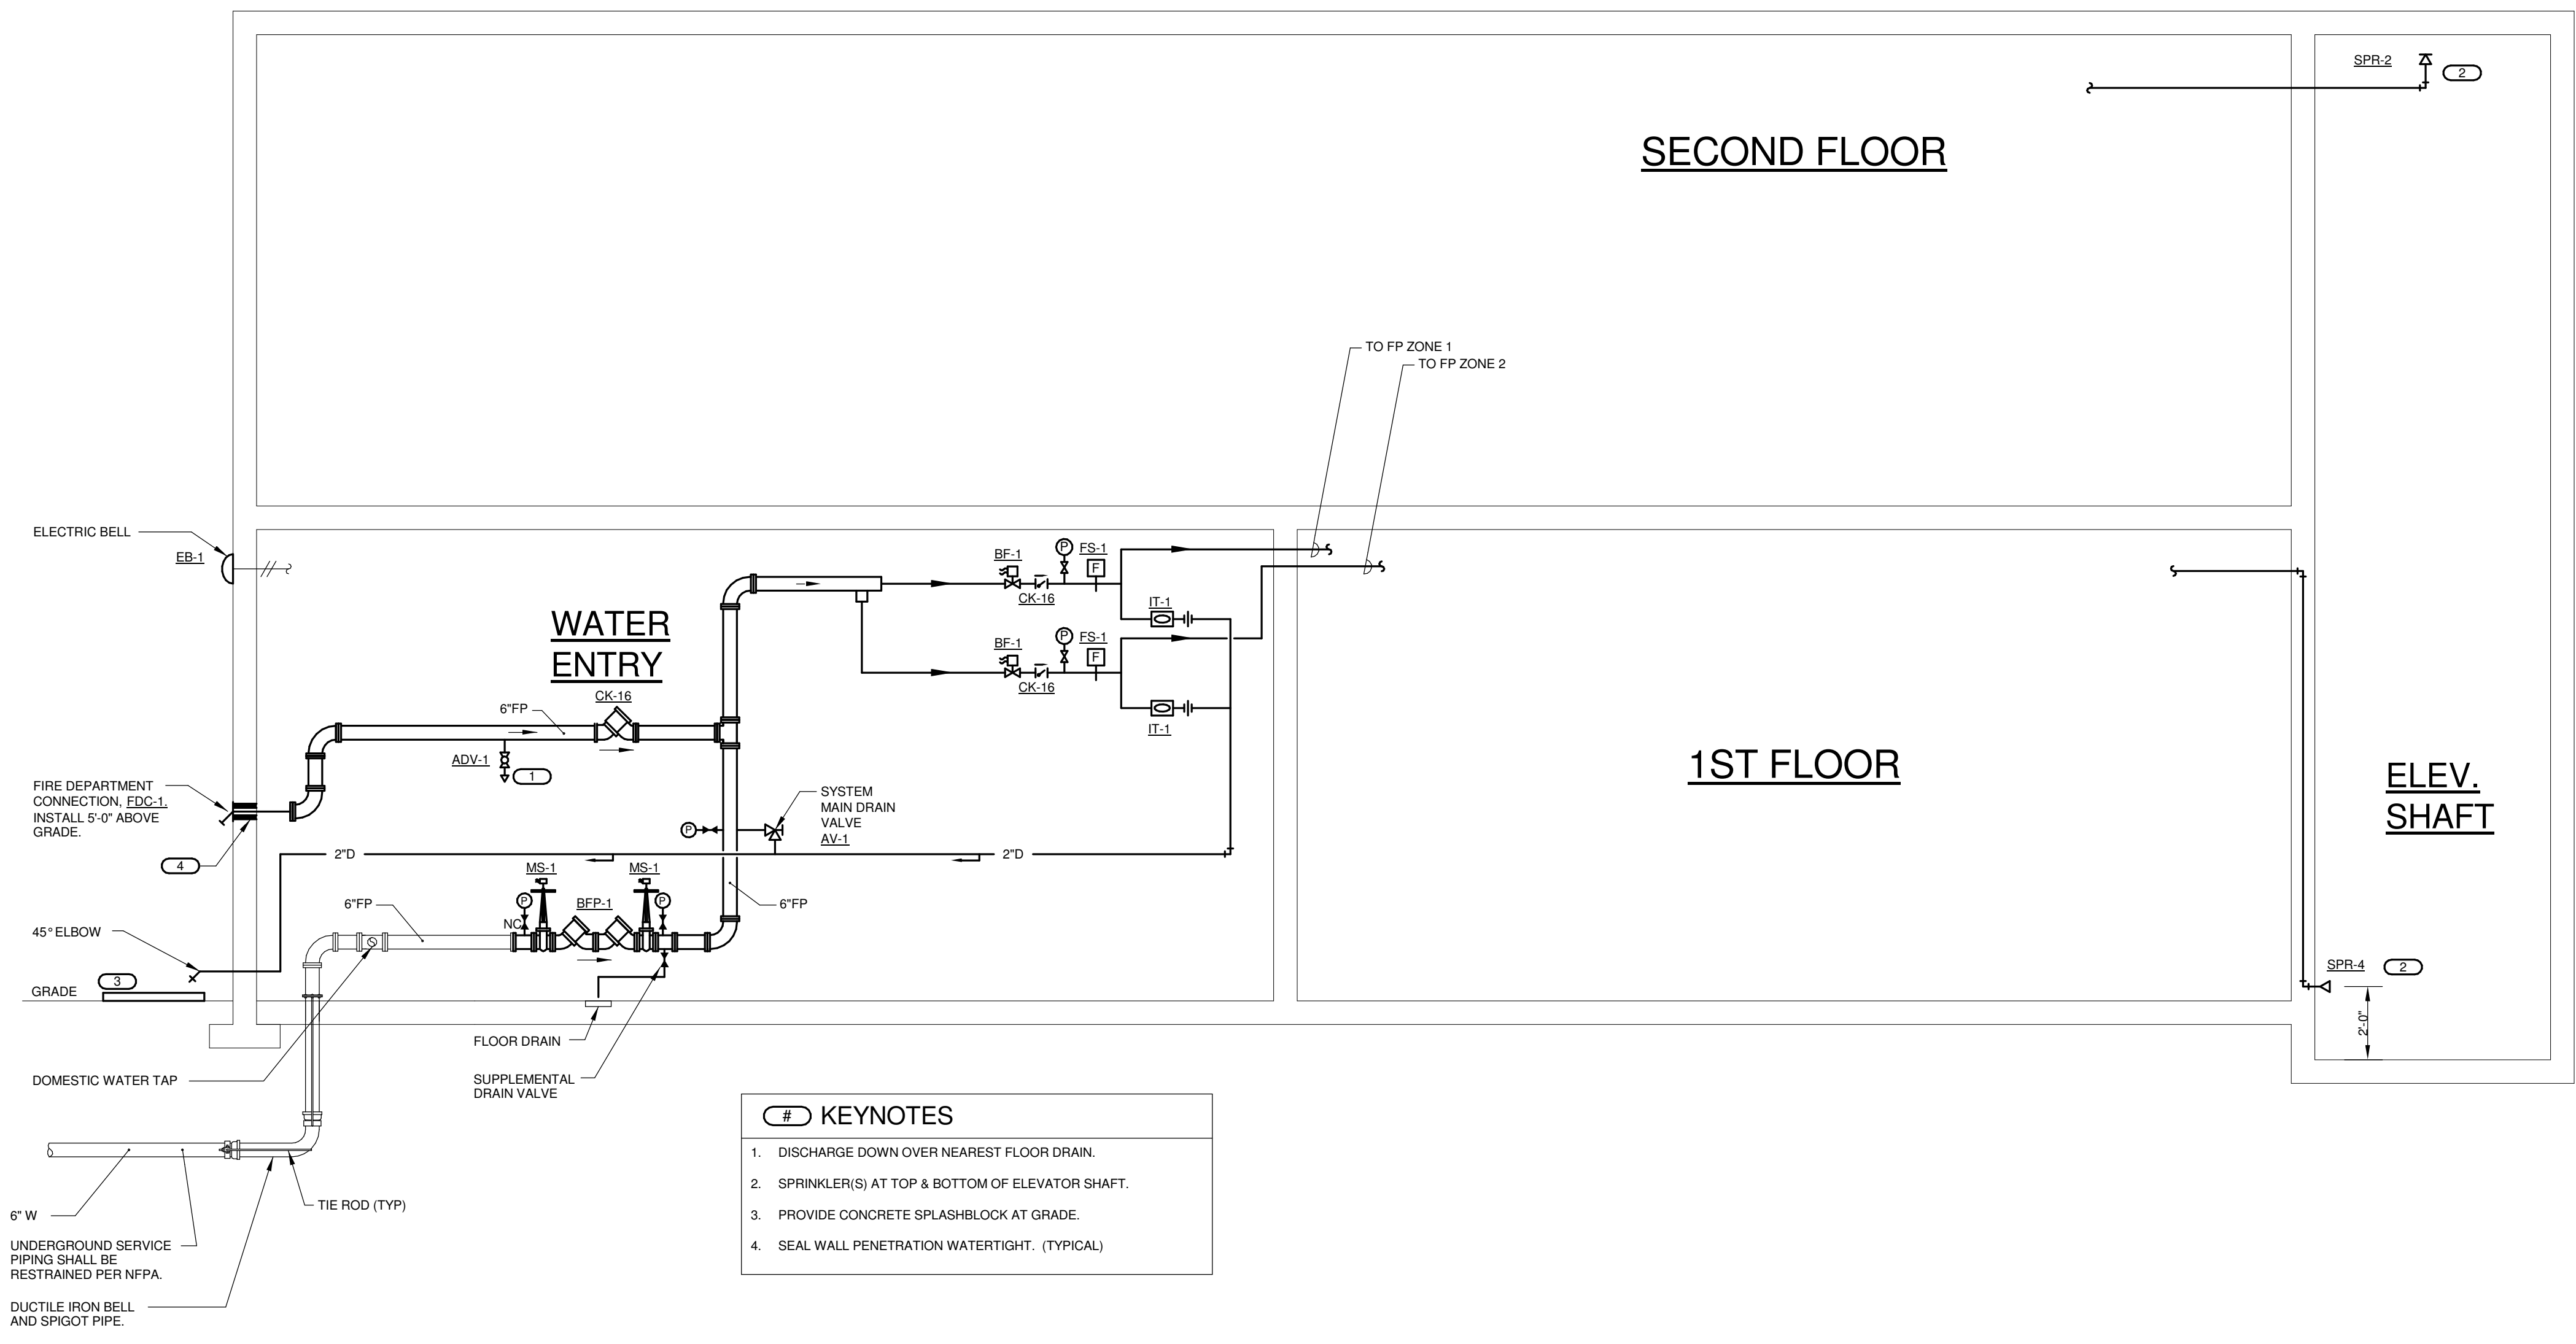 SPR-2
2
SECOND FLOOR
TO FP ZONE 1
TO FP ZONE 2
ELECTRIC BELL
EB-1
BF-1
P
FS-1
F
CK-16
IT-1
WATER
ENTRY
BF-1
P
FS-1
F
CK-16
IT-1
CK-16
6"FP
ADV-1
1
1ST FLOOR
ELEV.
SHAFT
FIRE DEPARTMENT
CONNECTION, FDC-1.
INSTALL 5'-0" ABOVE
GRADE.
4
SYSTEM
MAIN DRAIN
VALVE
AV-1
P
2"D
2"D
MS-1
MS-1
P
P
BFP-1
NC
6"FP
6"FP
45° ELBOW
3
GRADE
SPR-4
2
2'-0"
FLOOR DRAIN
DOMESTIC WATER TAP
SUPPLEMENTAL
DRAIN VALVE
# KEYNOTES
1. DISCHARGE DOWN OVER NEAREST FLOOR DRAIN.
2. SPRINKLER(S) AT TOP & BOTTOM OF ELEVATOR SHAFT.
3. PROVIDE CONCRETE SPLASHBLOCK AT GRADE.
4. SEAL WALL PENETRATION WATERTIGHT. (TYPICAL)
TIE ROD (TYP)
6" W
UNDERGROUND SERVICE
PIPING SHALL BE
RESTRAINED PER NFPA.
DUCTILE IRON BELL
AND SPIGOT PIPE.